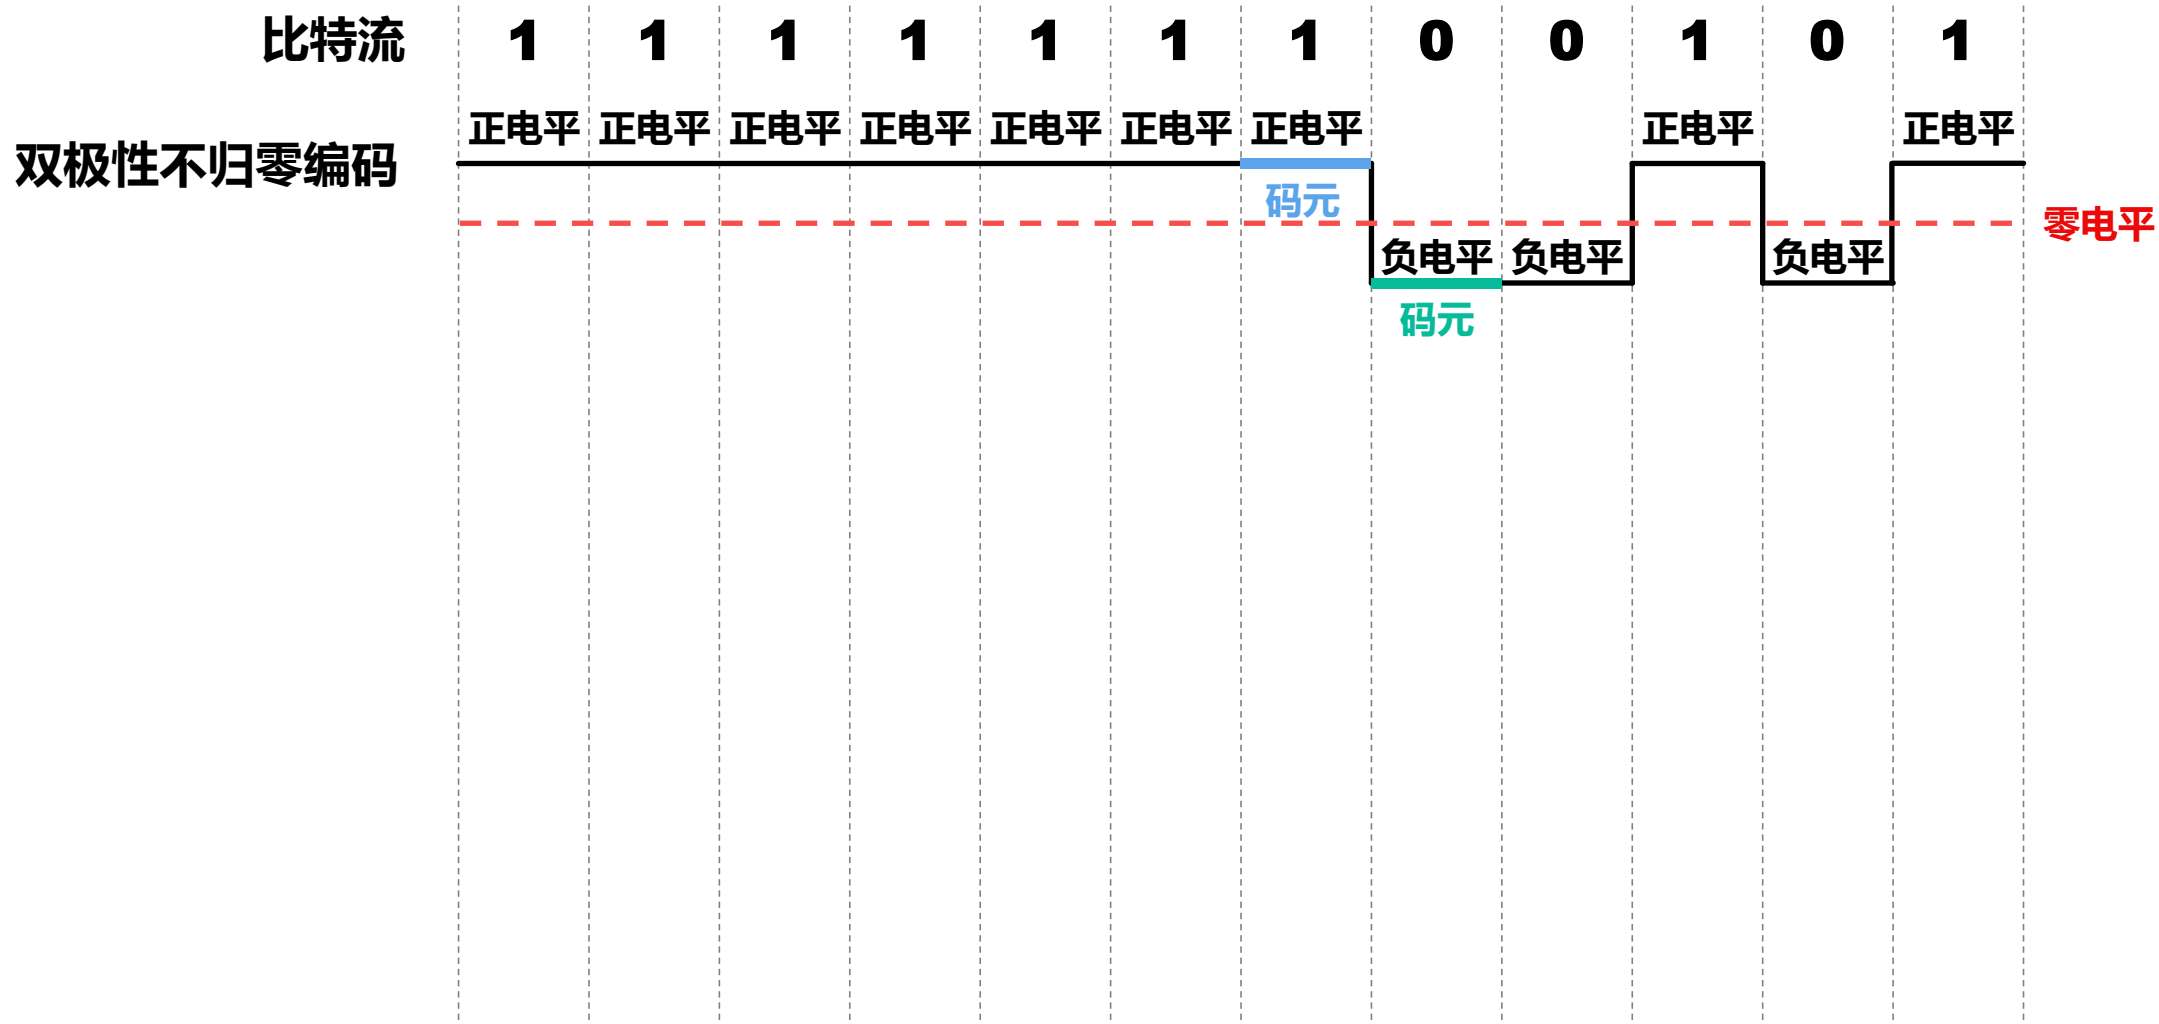 比特流 1 1 1 1 1 1 1 0 0 1 0 1
正电平 正电平 正电平 正电平 正电平 正电平 正电平 正电平 正电平
双极性不归零编码
码元
零电平
负电平 负电平 负电平
码元